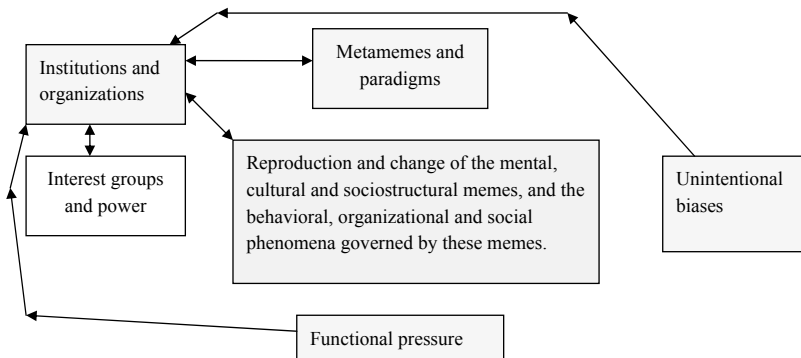 Institutions and
organizations
Metamemes and
paradigms
Interest groups
and power
Reproduction and change of the mental,
cultural and sociostructural memes, and the
behavioral, organizational and social
phenomena governed by these memes.
Unintentional
biases
Functional pressure